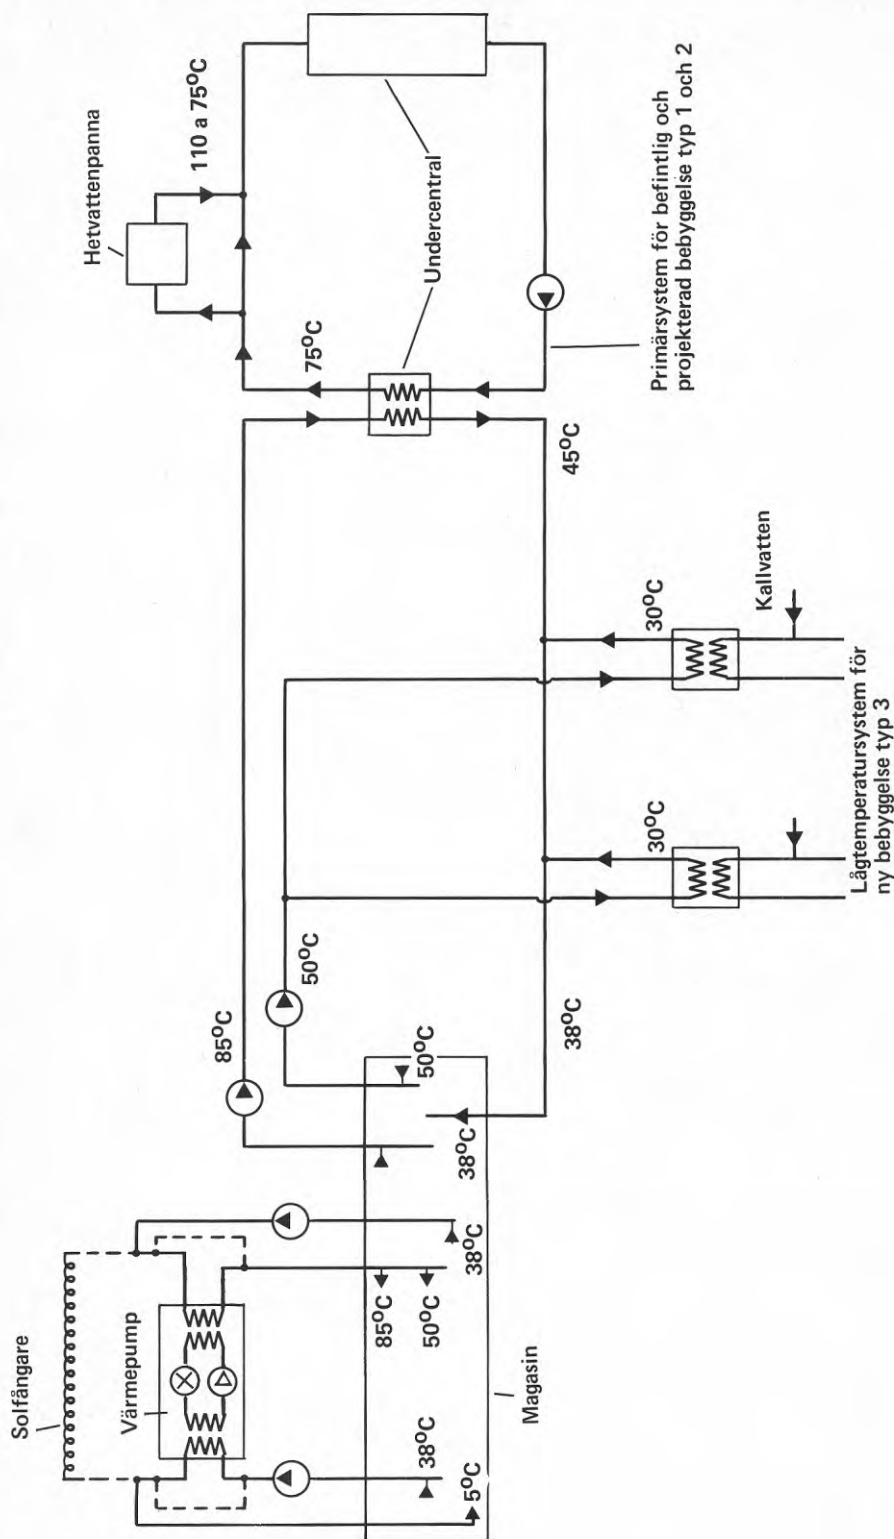 Solfångare
Värmepump
85°C
50°C
38°C
38°C
5°C
Magasin
85°C
50°C
50°C
38°C
38°C
30°C
30°C
Kallvatten
Lågtemperatursystem för
ny bebyggelse typ 3
45°C
75°C
Undercentral
Hetvattenpanna
110 a 75°C
Primärsystem för befintlig och
projekterad bebyggelse typ 1 och 2